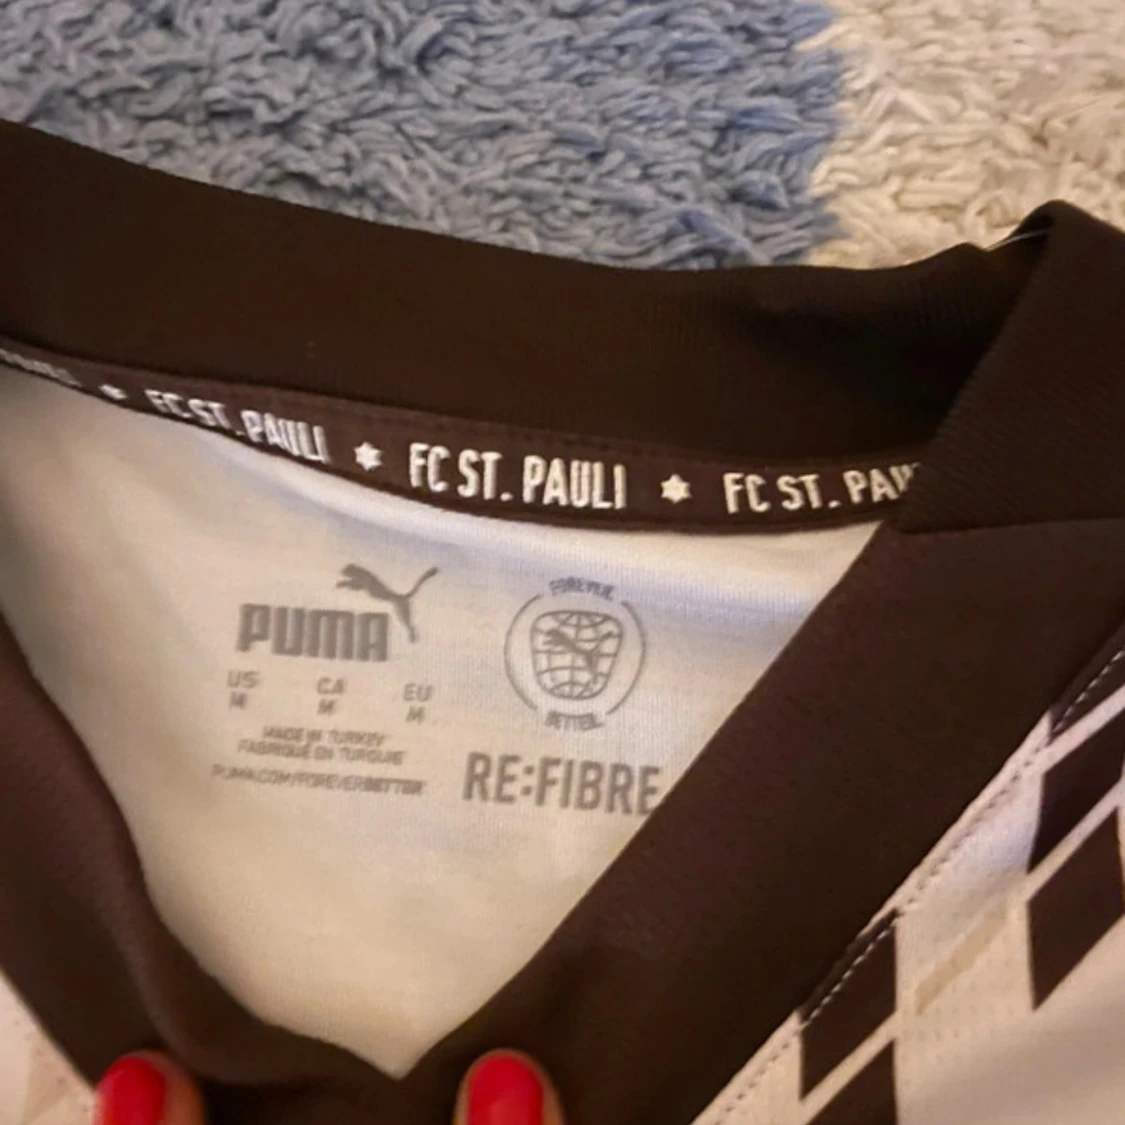 FC ST. PAULI * FC ST. PAULI * FC ST. PAU
PUMA
US CA EU
M M M
MADE IN TURKEY
FABRIQUÉ EN TURQUIE
PUMA.COM/FOREVERBETTER
FOREVER.
BETTER.
RE:FIBRE